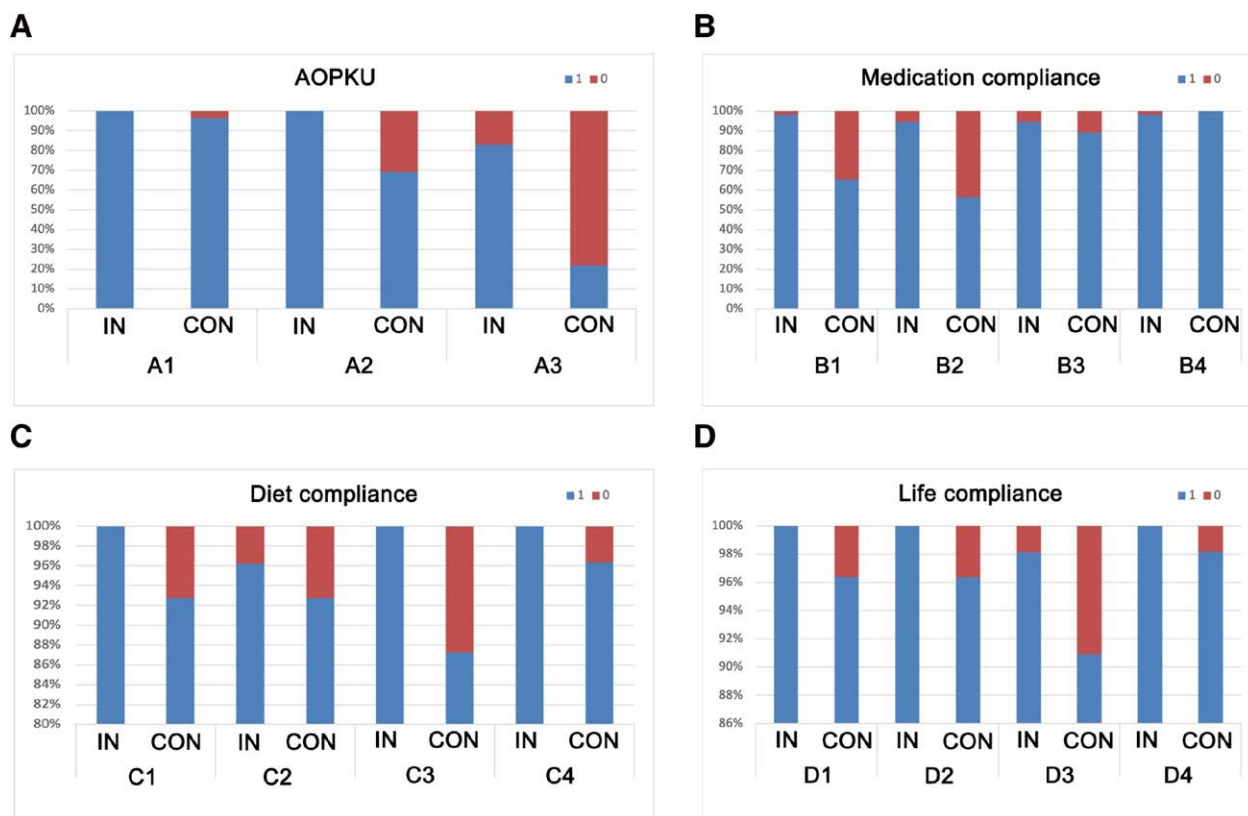 A
AOPKU
1 0
100%
90%
80%
70%
60%
50%
40%
30%
20%
10%
0%
IN CON IN CON IN CON
A1 A2 A3
B
Medication compliance
1 0
100%
90%
80%
70%
60%
50%
40%
30%
20%
10%
0%
IN CON IN CON IN CON IN CON
B1 B2 B3 B4
C
Diet compliance
1 0
100%
98%
96%
94%
92%
90%
88%
86%
84%
82%
80%
IN CON IN CON IN CON IN CON
C1 C2 C3 C4
D
Life compliance
1 0
100%
98%
96%
94%
92%
90%
88%
86%
IN CON IN CON IN CON IN CON
D1 D2 D3 D4